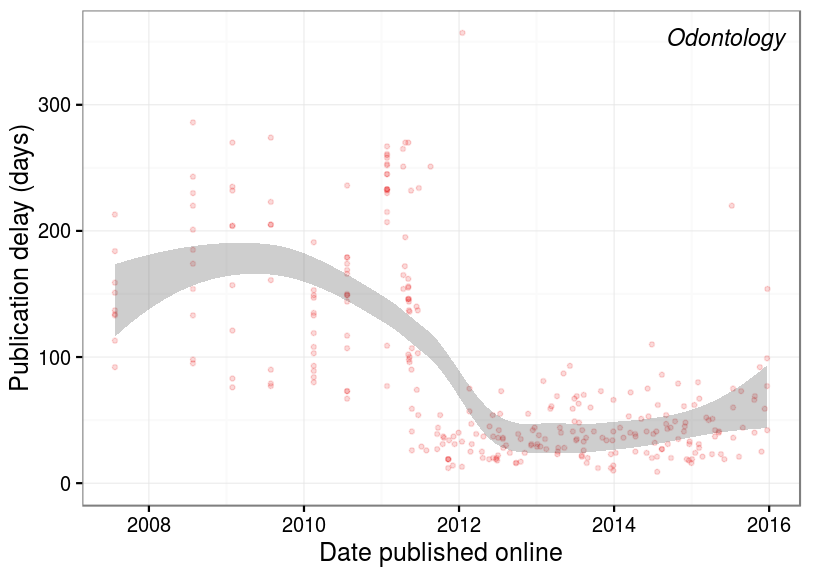 Odontology
Publication delay (days)
300
200
100
0
2008 2010 2012 2014 2016
Date published online